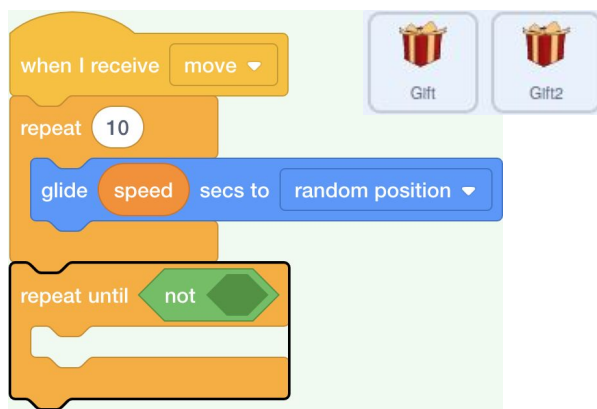 when I receive move
Gift Gift2
repeat 10
glide speed secs to random position
repeat until not